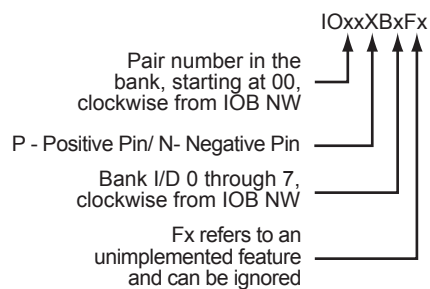 IOxxXBxFx
Pair number in the
bank, starting at 00,
clockwise from IOB NW
P - Positive Pin/ N- Negative Pin
Bank I/D 0 through 7,
clockwise from IOB NW
Fx refers to an
unimplemented feature
and can be ignored